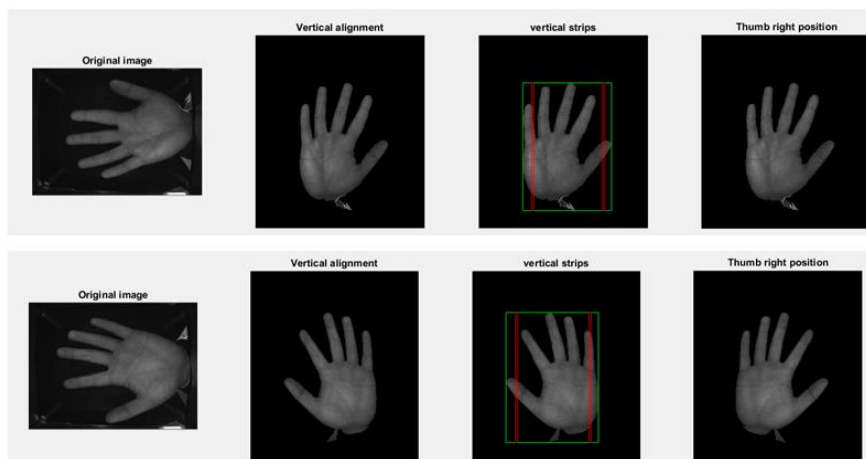 Original image
Vertical alignment
vertical strips
Thumb right position
Original image
Vertical alignment
vertical strips
Thumb right position